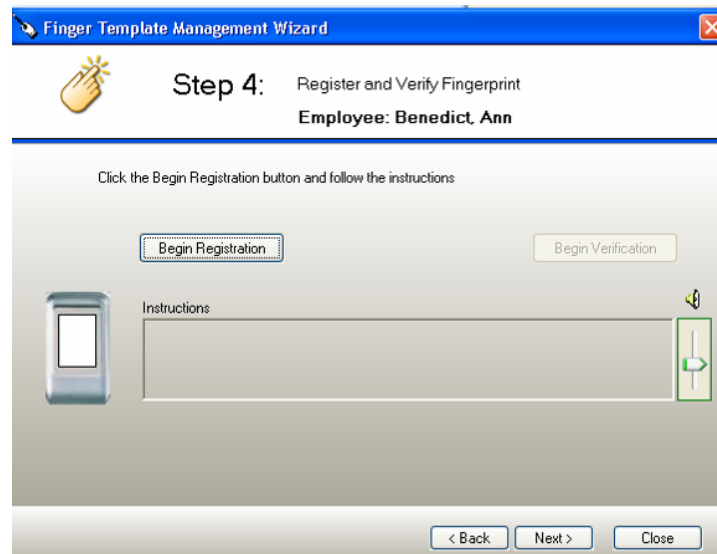 Finger Template Management Wizard
Step 4:
Register and Verify Fingerprint
Employee: Benedict, Ann
Click the Begin Registration button and follow the instructions
Begin Registration
Begin Verification
Instructions
< Back
Next >
Close